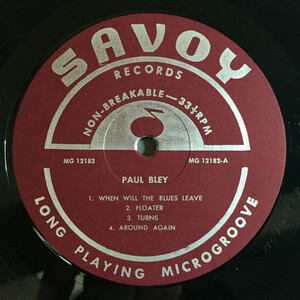 SAVOY
RECORDS
NON-BREAKABLE—33⅓ RPM
MG 12182
MG 12182-A
PAUL BLEY
1. WHEN WILL THE BLUES LEAVE
2. FLOATER
3. TURNS
4. AROUND AGAIN
LONG PLAYING MICROGROOVE